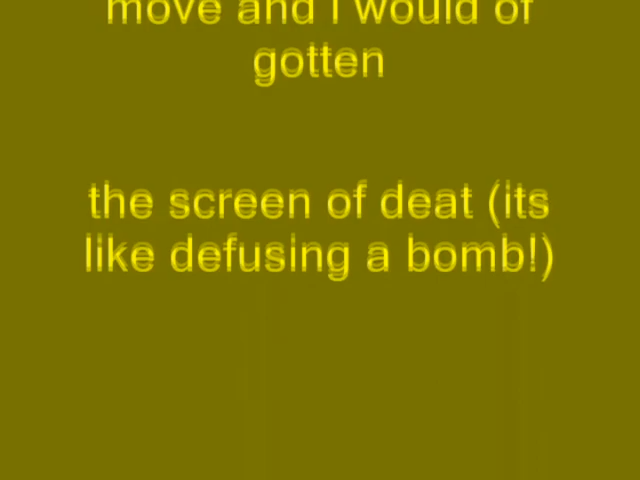 move and I would of
gotten
the screen of deat (its
like defusing a bomb!)